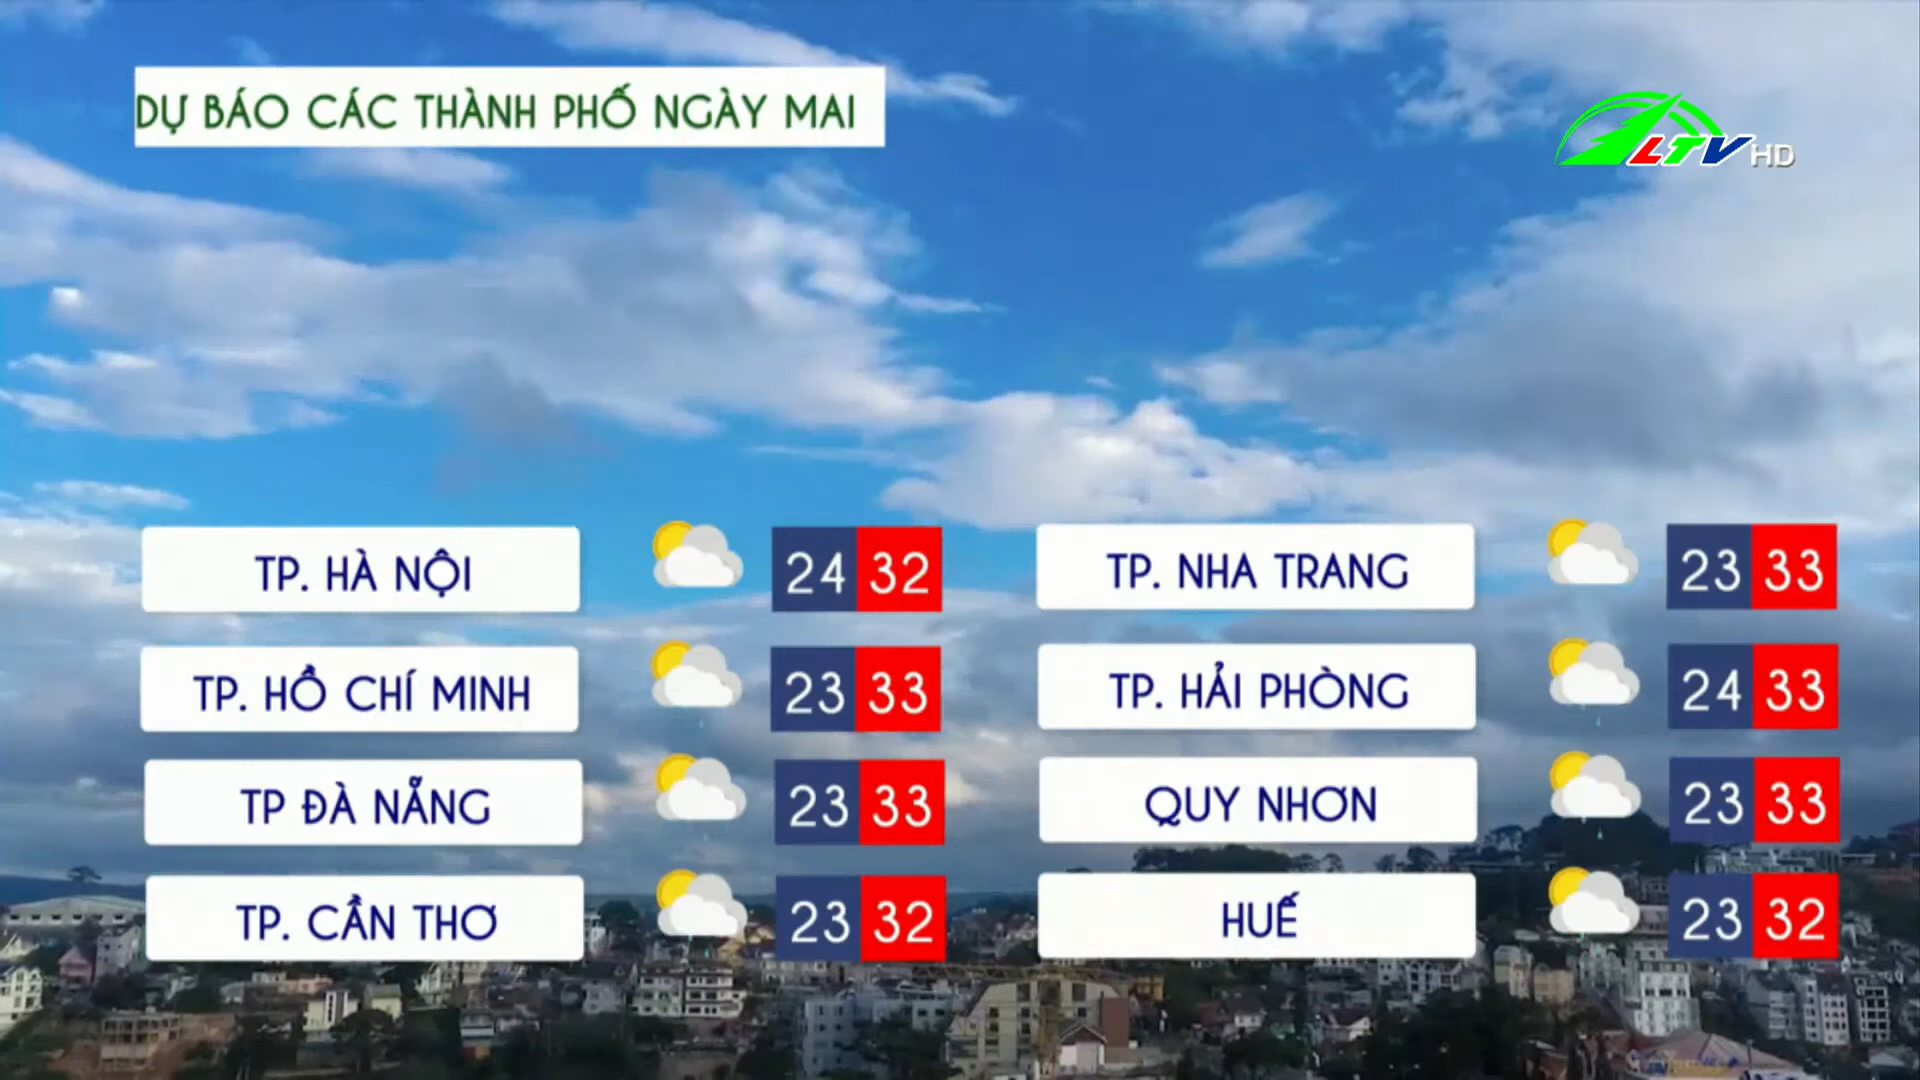 DỰ BÁO CÁC THÀNH PHỐ NGÀY MAI
LTV HD
TP. HÀ NỘI 24 32
TP. HỒ CHÍ MINH 23 33
TP ĐÀ NẴNG 23 33
TP. CẦN THƠ 23 32
TP. NHA TRANG 23 33
TP. HẢI PHÒNG 24 33
QUY NHƠN 23 33
HUẾ 23 32